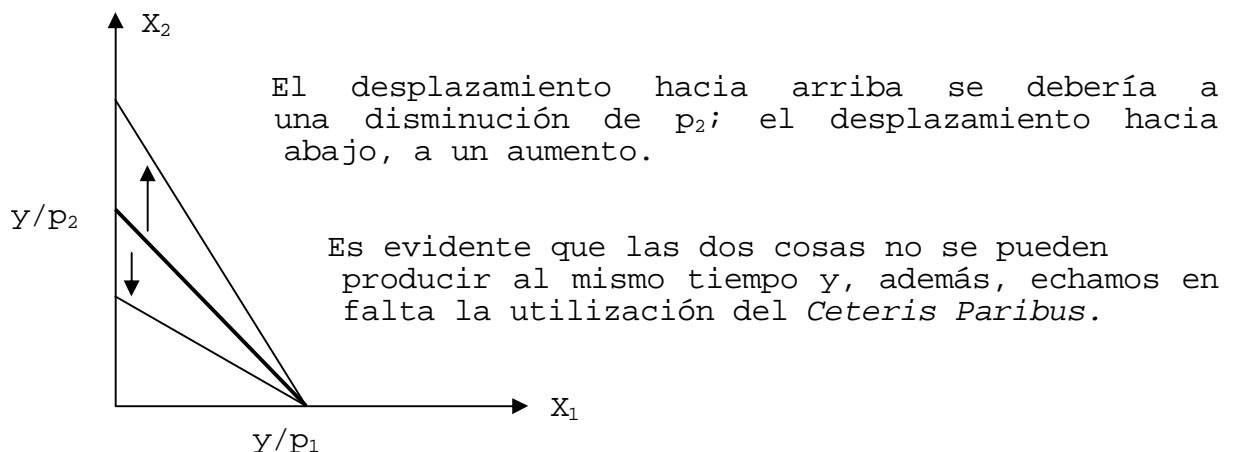 X₂
El desplazamiento hacia arriba se debería a
una disminución de p₂; el desplazamiento hacia
abajo, a un aumento.
y/p₂
Es evidente que las dos cosas no se pueden
producir al mismo tiempo y, además, echamos en
falta la utilización del Ceteris Paribus.
X₁
y/p₁